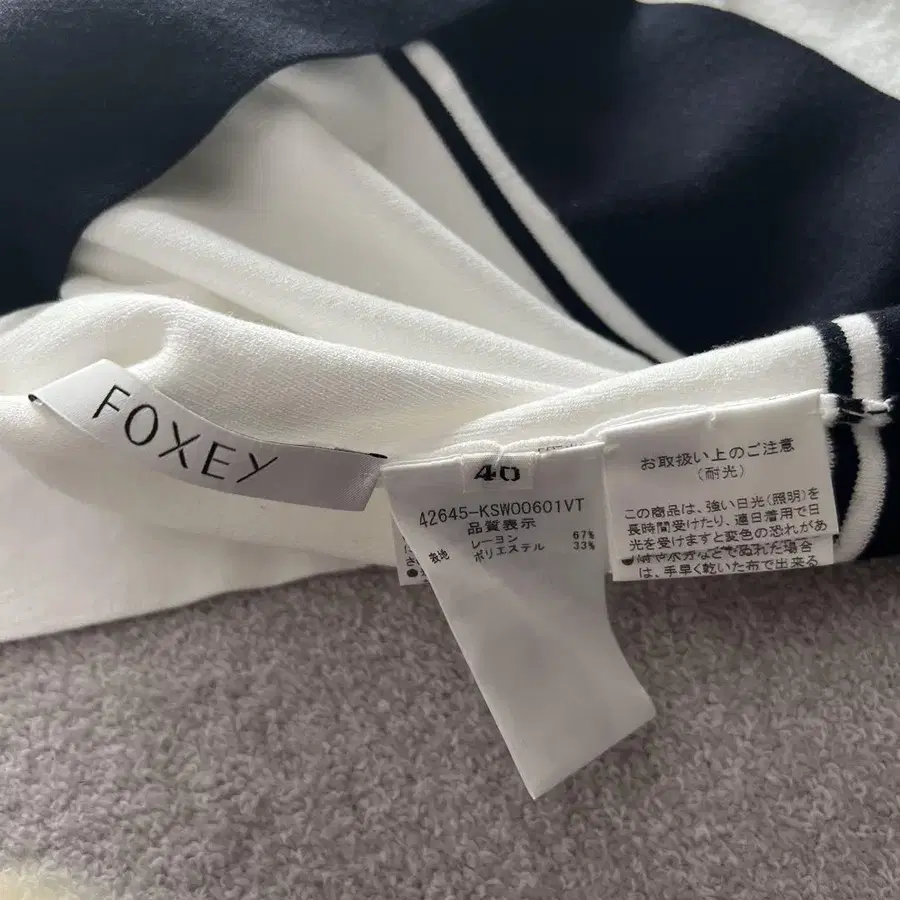 FOXEY
40
42645-KSW00601VT
品質表示
表地 レーヨン 67%
ポリエステル 33%
お取扱い上のご注意
(耐光)
この商品は、強い日光(照明)を
長時間受けたり、連日着用で日
光を受けますと変色の恐れがあ
は、手早く乾いた布で出来る